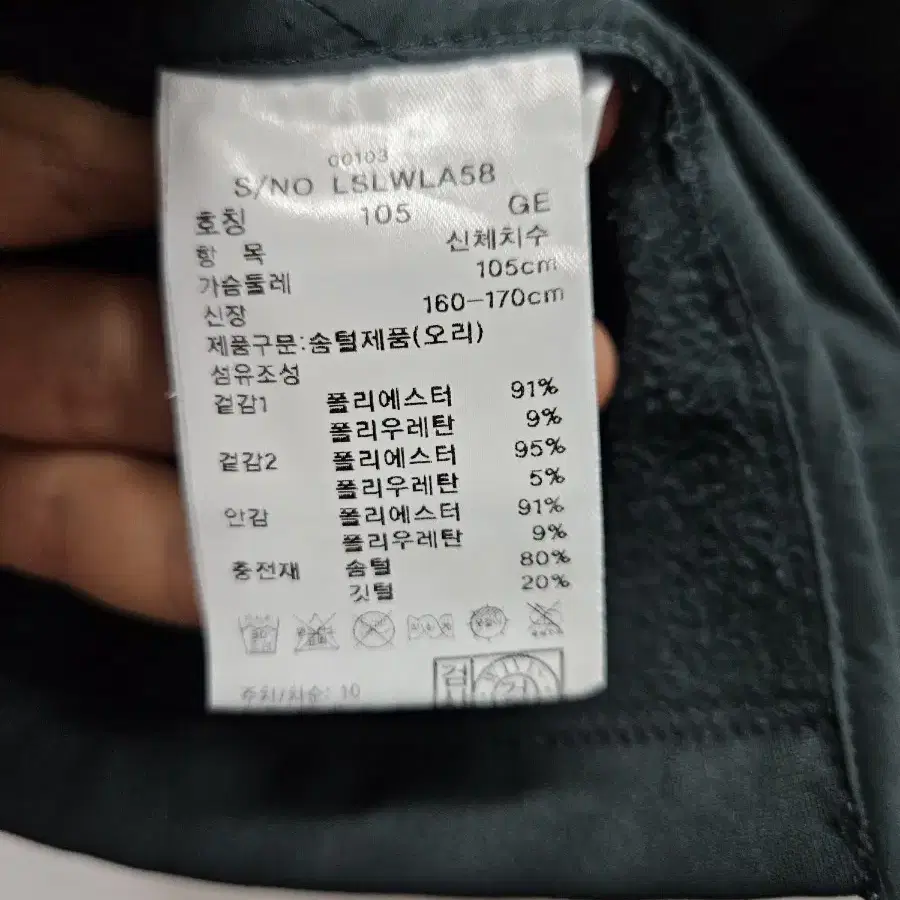 00103
S/NO LSLWLA58
호칭 105 GE
항 목 신체치수
가슴둘레 105cm
신장 160-170cm
제품구분:솜털제품(오리)
섬유조성
겉감1 폴리에스터 91%
폴리우레탄 9%
겉감2 폴리에스터 95%
폴리우레탄 5%
안감 폴리에스터 91%
폴리우레탄 9%
충전재 솜털 80%
깃털 20%
검